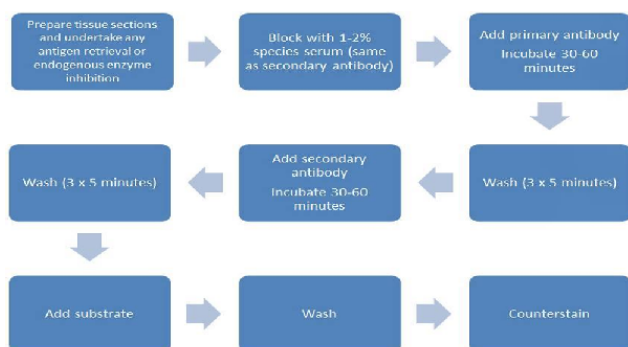 Prepare tissue sections
and undertake any
antigen retrieval or
endogenous enzyme
inhibition
Block with 1-2%
species serum (same
as secondary antibody)
Add primary antibody
Incubate 30-60
minutes
Wash (3 x 5 minutes)
Add secondary
antibody
Incubate 30-60
minutes
Wash (3 x 5 minutes)
Add substrate
Wash
Counterstain